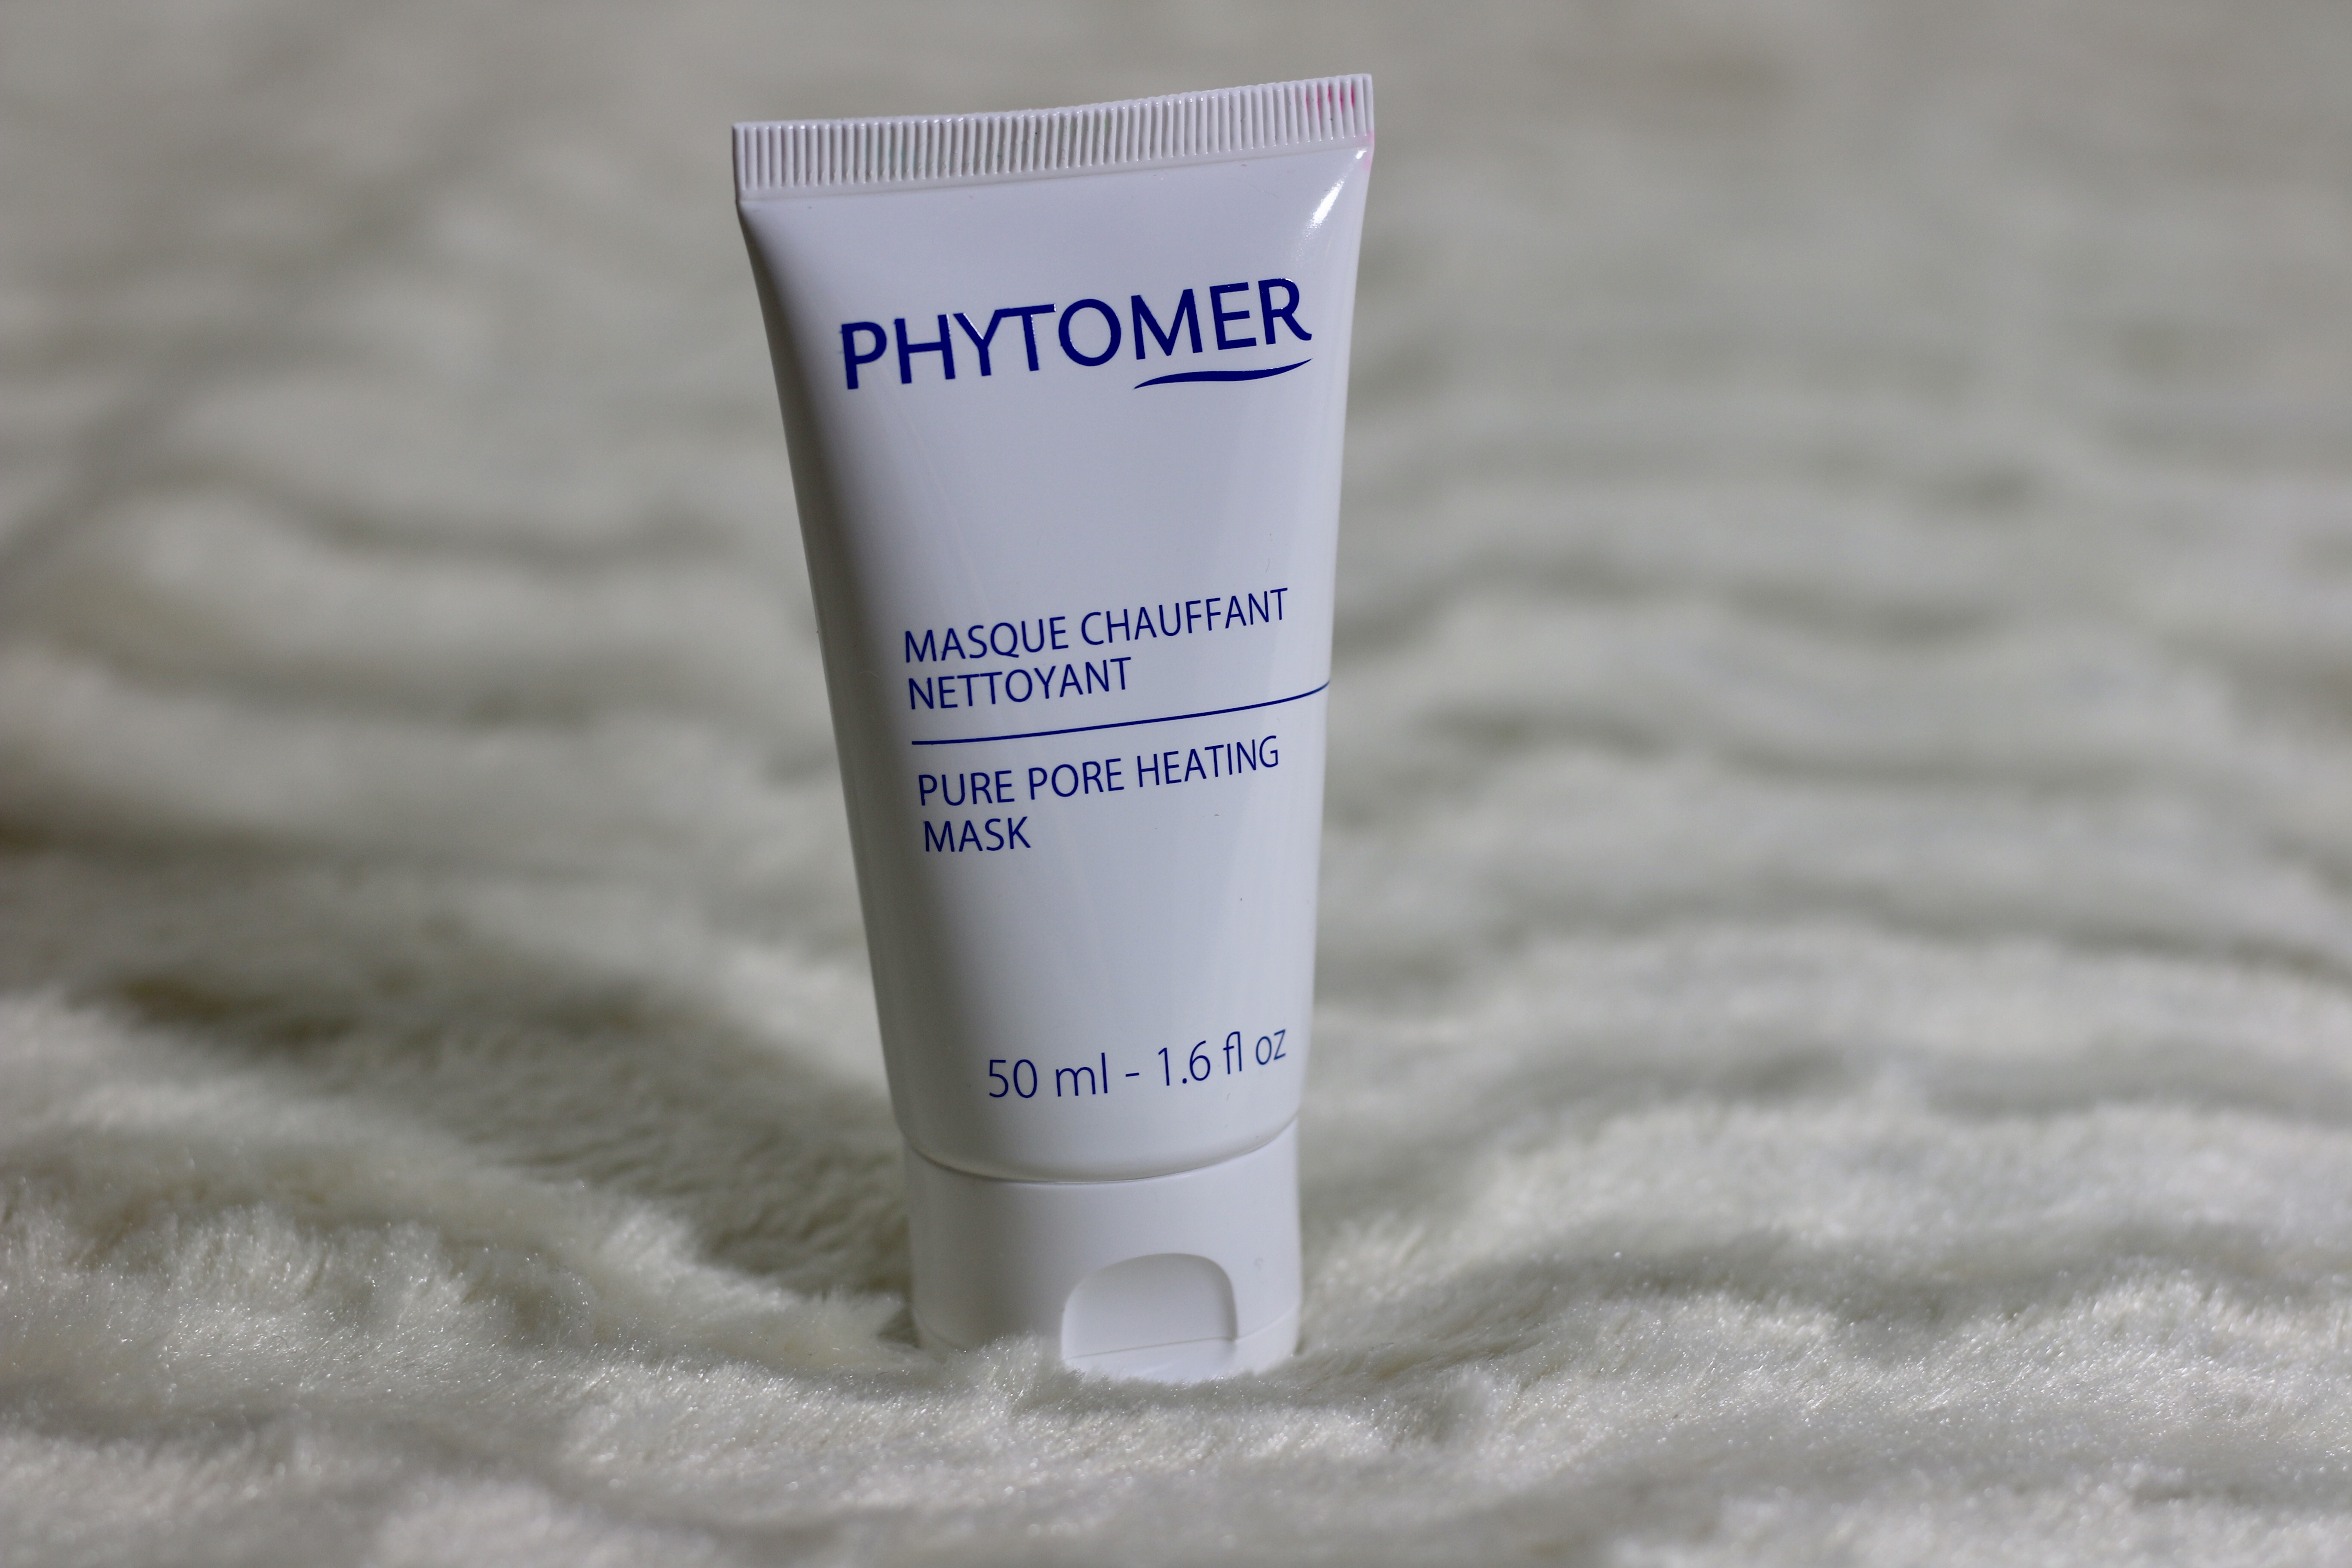 PHYTOMER
MASQUE CHAUFFANT
NETTOYANT
PURE PORE HEATING
MASK
50 ml - 1.6 fl oz